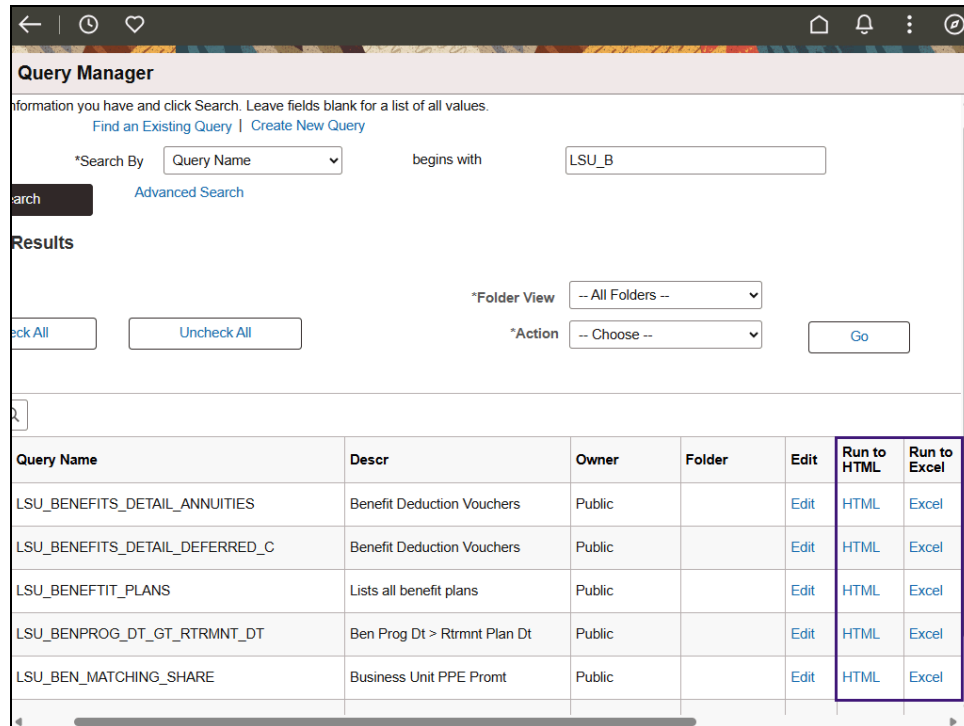 Query Manager
nformation you have and click Search. Leave fields blank for a list of all values.
Find an Existing Query | Create New Query
*Search By Query Name begins with LSU_B
arch Advanced Search
Results
*Folder View -- All Folders --
eck All Uncheck All *Action -- Choose -- Go
Query Name Descr Owner Folder Edit Run to HTML Run to Excel
LSU_BENEFITS_DETAIL_ANNUITIES Benefit Deduction Vouchers Public Edit HTML Excel
LSU_BENEFITS_DETAIL_DEFERRED_C Benefit Deduction Vouchers Public Edit HTML Excel
LSU_BENEFTIT_PLANS Lists all benefit plans Public Edit HTML Excel
LSU_BENPROG_DT_GT_RTRMNT_DT Ben Prog Dt > Rtrmnt Plan Dt Public Edit HTML Excel
LSU_BEN_MATCHING_SHARE Business Unit PPE Promt Public Edit HTML Excel